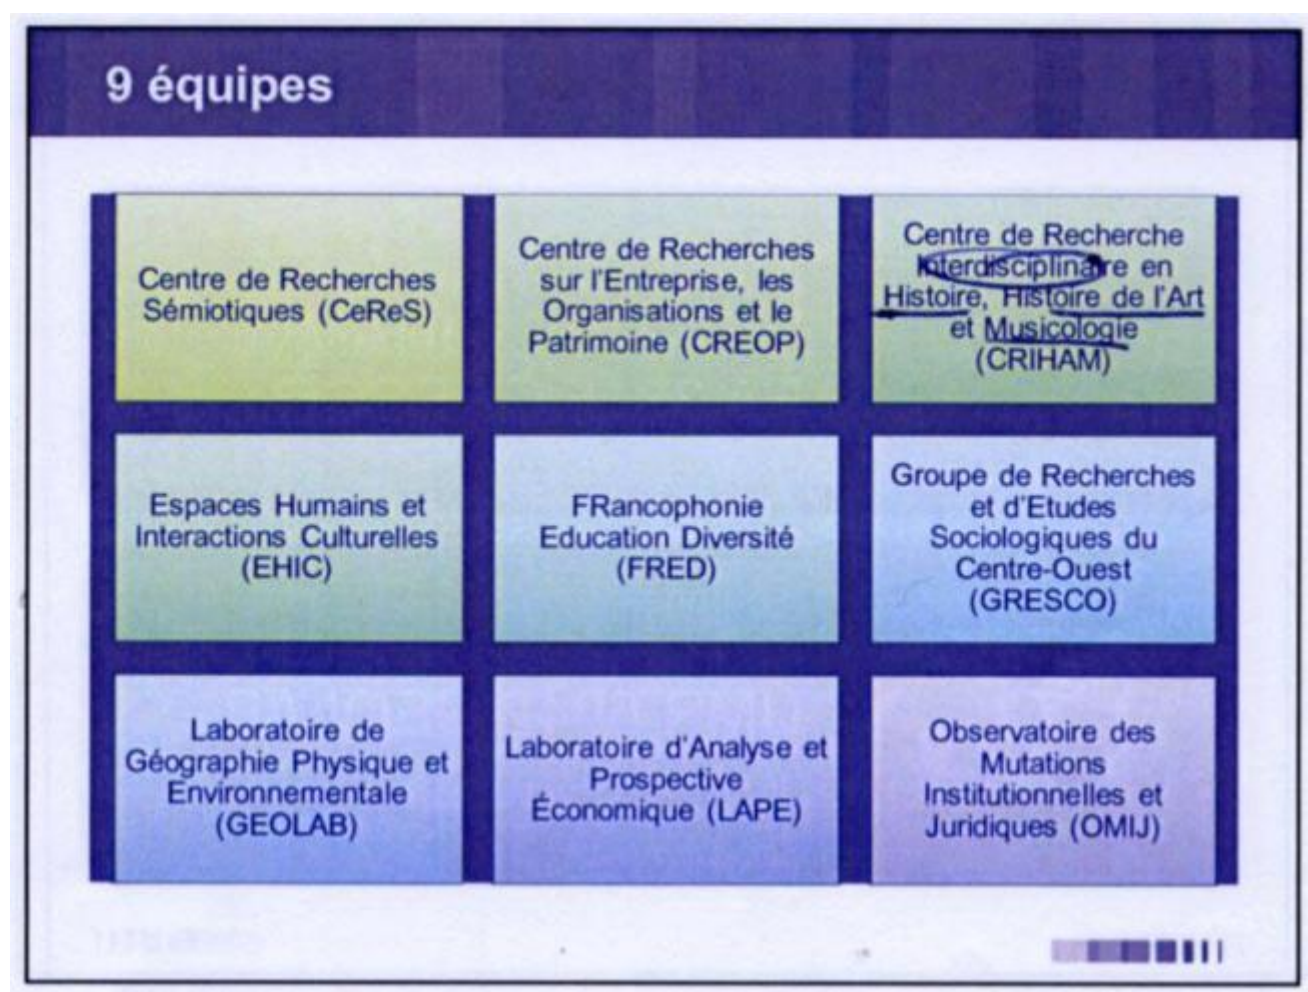 9 équipes
Centre de Recherches
Sémiotiques (CeReS)
Centre de Recherches
sur l'Entreprise, les
Organisations et le
Patrimoine (CREOP)
Centre de Recherche
Interdisciplinaire en
Histoire, Histoire de l'Art
et Musicologie
(CRIHAM)
Espaces Humains et
Interactions Culturelles
(EHIC)
FRancophonie
Education Diversité
(FRED)
Groupe de Recherches
et d'Etudes
Sociologiques du
Centre-Ouest
(GRESCO)
Laboratoire de
Géographie Physique et
Environnementale
(GEOLAB)
Laboratoire d'Analyse et
Prospective
Économique (LAPE)
Observatoire des
Mutations
Institutionnelles et
Juridiques (OMIJ)